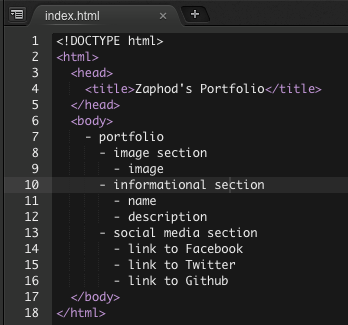 index.html × +
1 <!DOCTYPE html>
2 <html>
3 <head>
4 <title>Zaphod's Portfolio</title>
5 </head>
6 <body>
7 - portfolio
8 - image section
9 - image
10 - informational section
11 - name
12 - description
13 - social media section
14 - link to Facebook
15 - link to Twitter
16 - link to Github
17 </body>
18 </html>